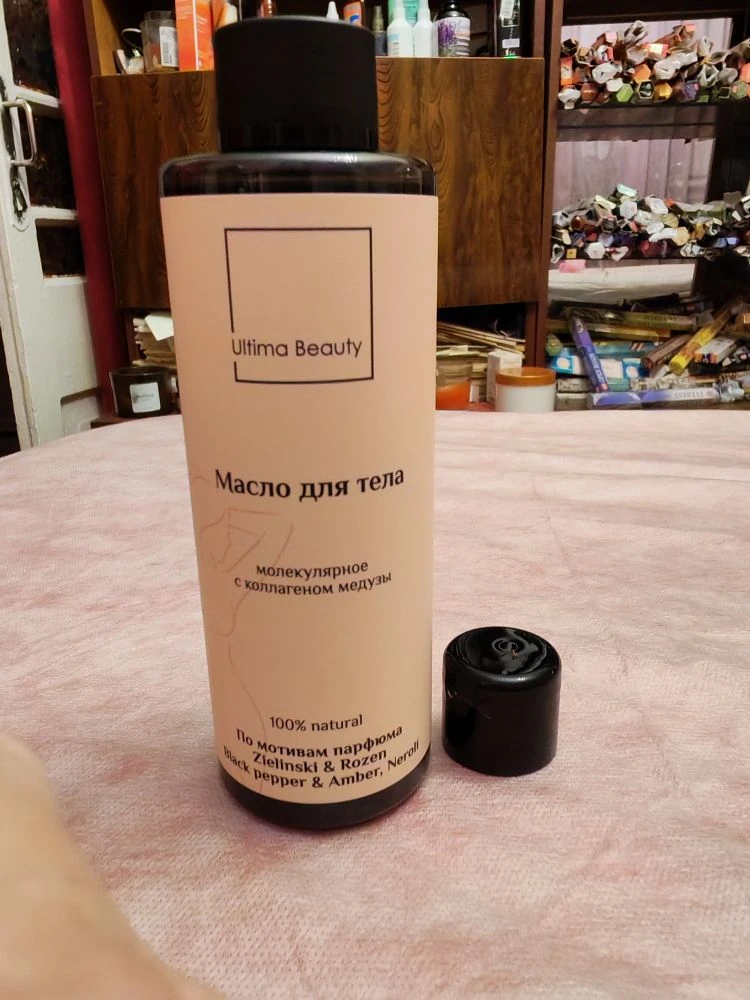 Ultima Beauty
Масло для тела
молекулярное
с коллагеном медузы
100% natural
По мотивам парфюма
Zielinski & Rozen
Black pepper & Amber, Neroli